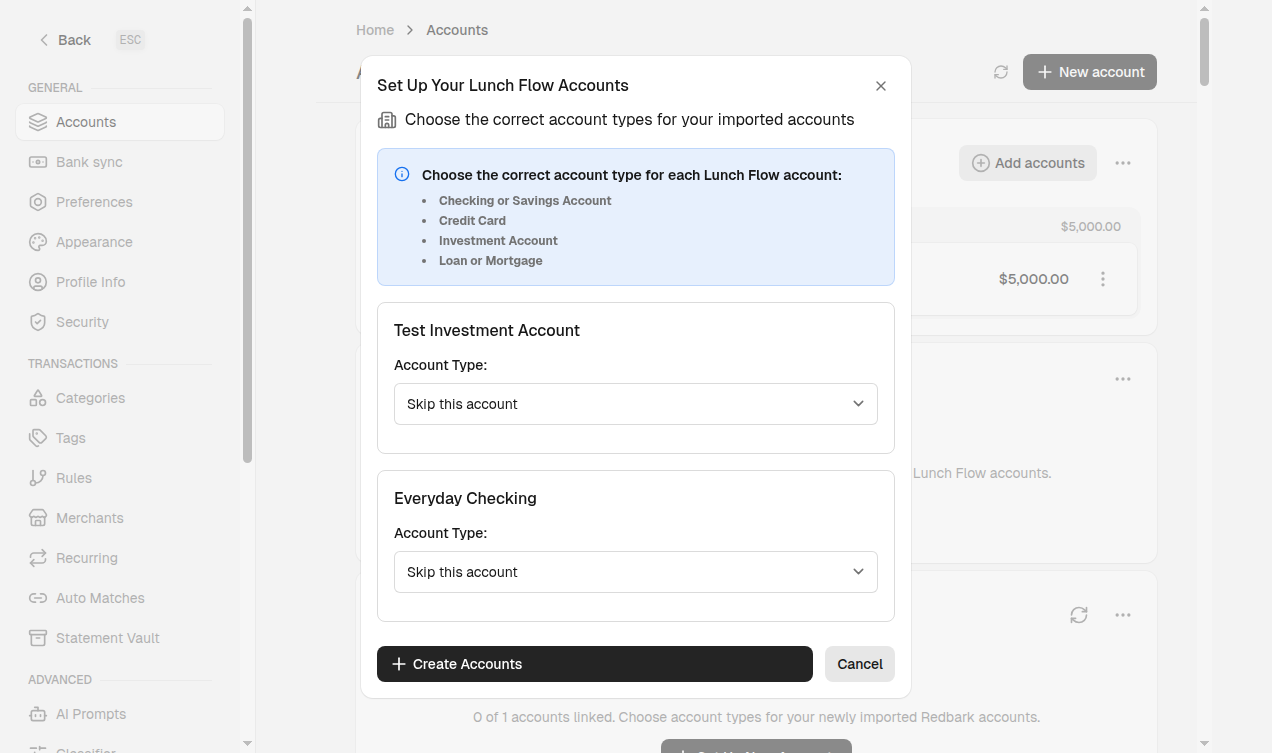 Back
ESC
GENERAL
Accounts
Bank sync
Preferences
Appearance
Profile Info
Security
TRANSACTIONS
Categories
Tags
Rules
Merchants
Recurring
Auto Matches
Statement Vault
ADVANCED
AI Prompts
Home > Accounts
New account
Add accounts
$5,000.00
$5,000.00
Lunch Flow accounts.
0 of 1 accounts linked. Choose account types for your newly imported Redbark accounts.
Set Up Your Lunch Flow Accounts
Choose the correct account types for your imported accounts
Choose the correct account type for each Lunch Flow account:
• Checking or Savings Account
• Credit Card
• Investment Account
• Loan or Mortgage
Test Investment Account
Account Type:
Skip this account
Everyday Checking
Account Type:
Skip this account
Create Accounts
Cancel